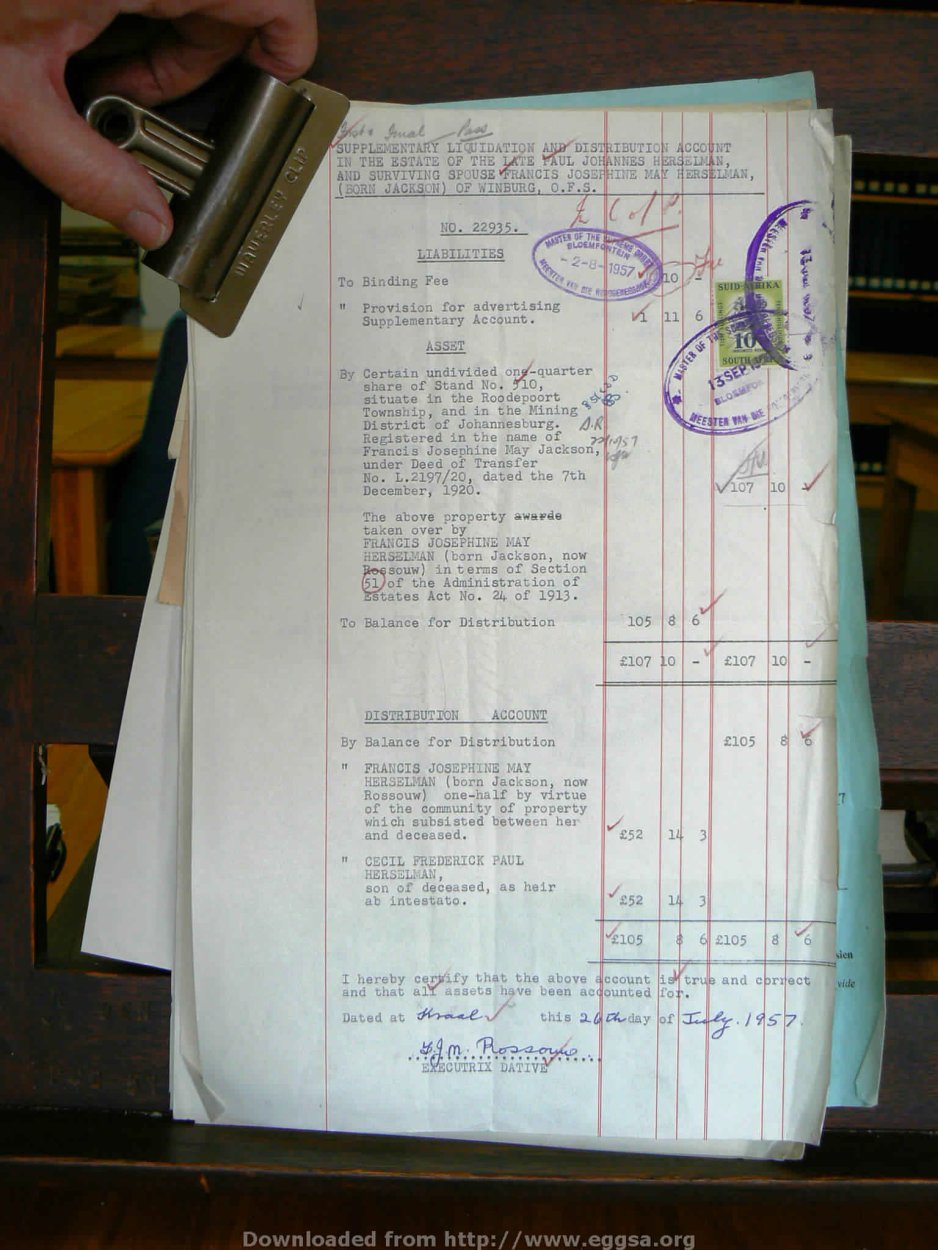 First & Final Pass
SUPPLEMENTARY LIQUIDATION AND DISTRIBUTION ACCOUNT
IN THE ESTATE OF THE LATE PAUL JOHANNES HERSELMAN,
AND SURVIVING SPOUSE FRANCIS JOSEPHINE MAY HERSELMAN,
(BORN JACKSON) OF WINBURG, O.F.S.
NO. 22935.
MASTER OF THE SUPREME COURT
BLOEMFONTEIN
-2-8-1957
MEESTER VAN DIE HOOGGEREGSHOF
LIABILITIES
To Binding Fee 10
" Provision for advertising
Supplementary Account. 1 11 6
SUID-AFRIKA
10
SOUTH AFRICA
MASTER OF THE
13 SEP
BLOEMFON
MEESTER VAN DIE
ASSET
By Certain undivided one-quarter
share of Stand No. 510,
situate in the Roodepoort
Township, and in the Mining
District of Johannesburg.
Registered in the name of
Francis Josephine May Jackson,
under Deed of Transfer
No. L.2197/20, dated the 7th
December, 1920. 107 10 -
The above property awarde
taken over by
FRANCIS JOSEPHINE MAY
HERSELMAN (born Jackson, now
Rossouw) in terms of Section
51 of the Administration of
Estates Act No. 24 of 1913.
To Balance for Distribution 105 8 6
£107 10 - £107 10 -
DISTRIBUTION ACCOUNT
By Balance for Distribution £105 8 6
" FRANCIS JOSEPHINE MAY
HERSELMAN (born Jackson, now
Rossouw) one-half by virtue
of the community of property
which subsisted between her
and deceased. £52 14 3
" CECIL FREDERICK PAUL
HERSELMAN,
son of deceased, as heir
ab intestato. £52 14 3
£105 8 6 £105 8 6
I hereby certify that the above account is true and correct
and that all assets have been accounted for.
Dated at Kraal this 26th day of July. 1957.
F.J.M. Rossouw
EXECUTRIX DATIVE
Downloaded from http://www.eggsa.org